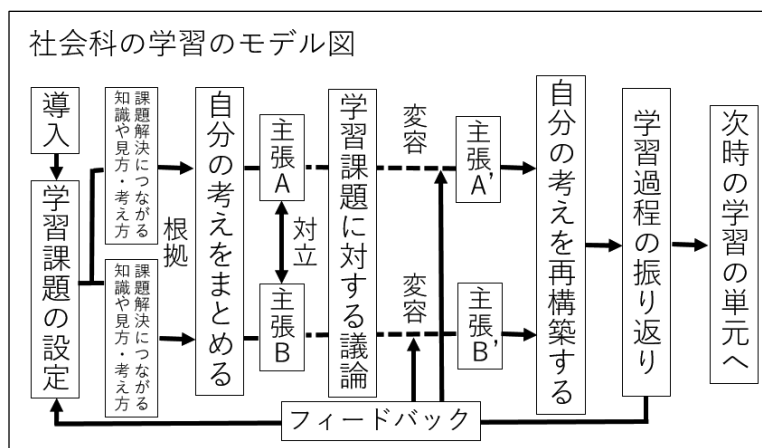 社会科の学習のモデル図
導入
学習課題の設定
課題解決につながる
知識や見方・考え方
課題解決につながる
知識や見方・考え方
根拠
自分の考えをまとめる
主張A
対立
主張B
学習課題に対する議論
変容
変容
主張A’
主張B’
自分の考えを再構築する
学習過程の振り返り
次時の学習の単元へ
フィードバック